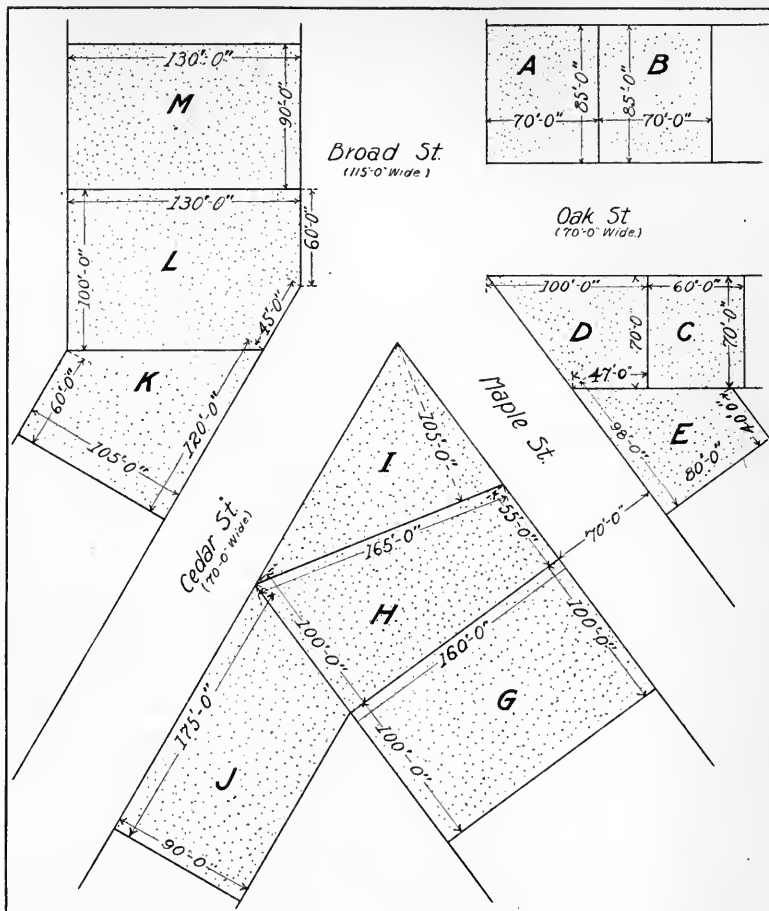 130'-0"
M
90'-0"
A
B
85'-0"
85'-0"
70'-0"
70'-0"
Broad St.
(115'-0" Wide.)
130'-0"
60'-0"
L
100'-0"
45'-0"
Oak St
(70'-0" Wide.)
100'-0"
60'-0"
D
70'-0
C
70'-0"
47'-0"
K
60'-0"
120'-0"
105'-0"
E
98'-0"
40'-0"
80'-0"
Maple St.
I
105'-0"
165'-0"
55'-0"
70'-0"
Cedar St.
(70'-0" Wide)
H
100'-0"
160'-0"
100'-0"
G
175'-0"
J
100'-0"
90'-0"